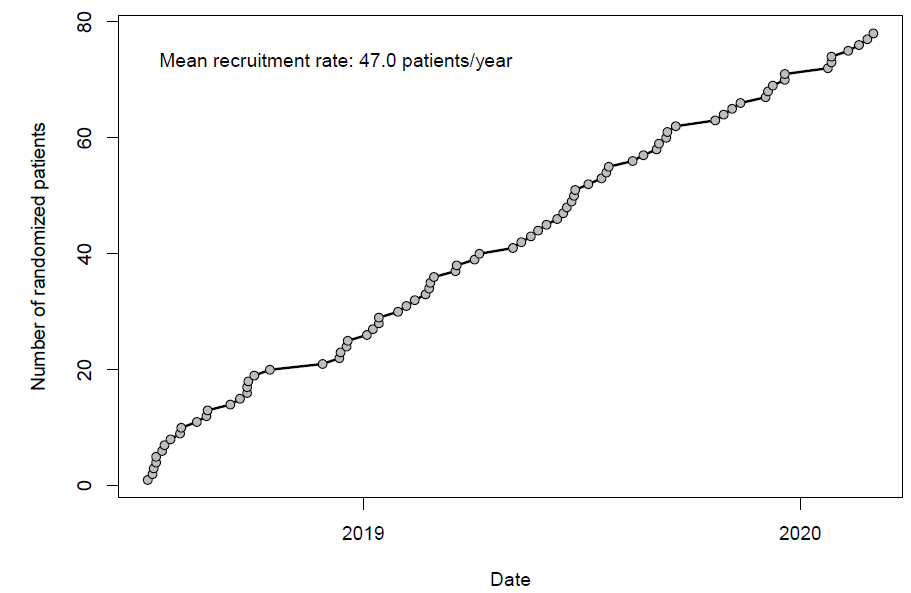 Mean recruitment rate: 47.0 patients/year
Number of randomized patients
80
60
40
20
0
2019
2020
Date